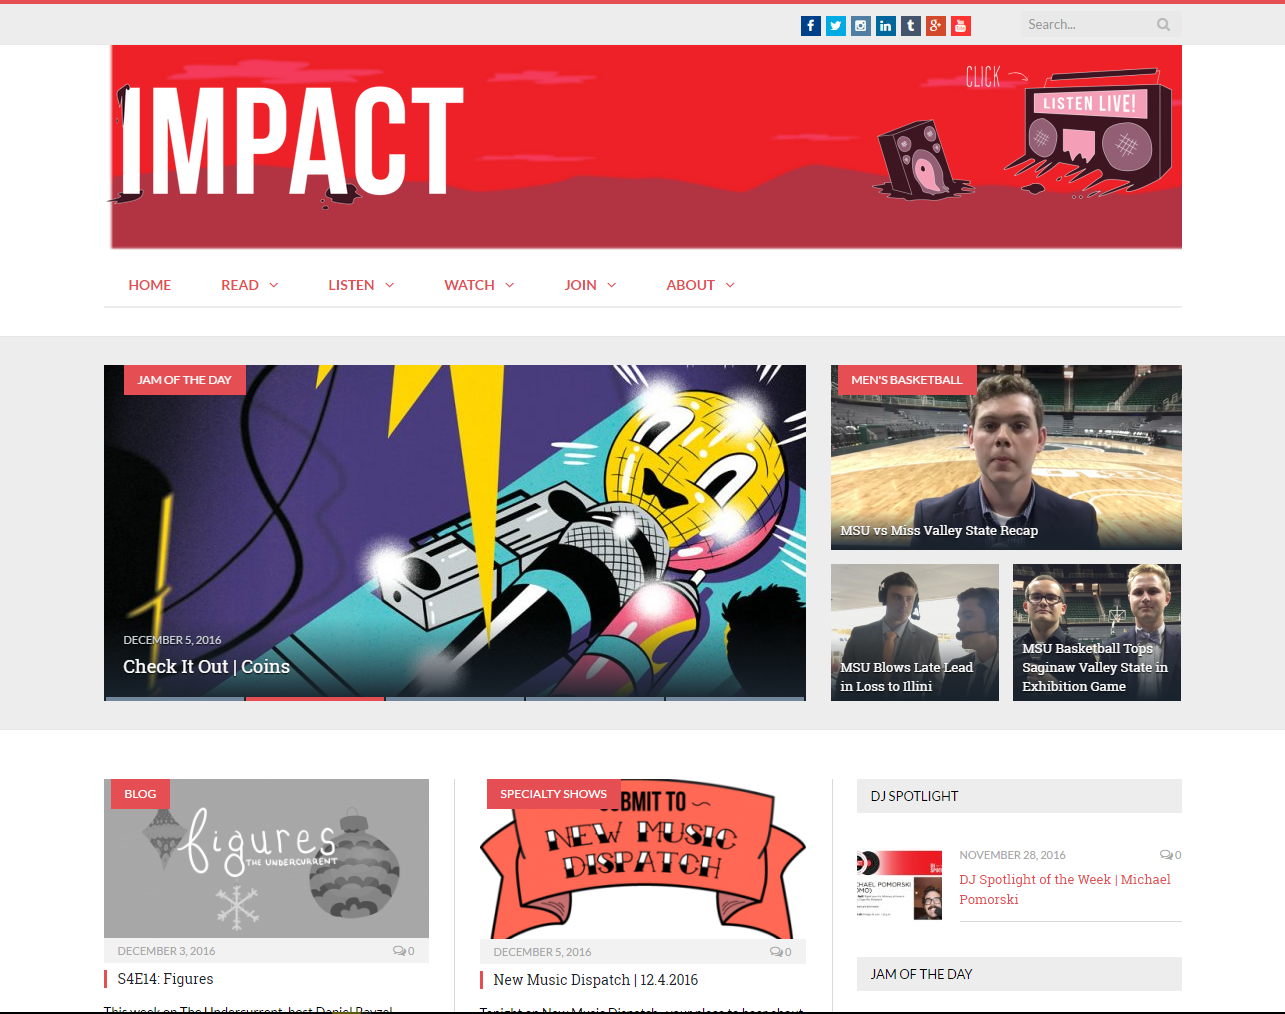 Search...
IMPACT
CLICK
LISTEN LIVE!
HOME
READ
LISTEN
WATCH
JOIN
ABOUT
JAM OF THE DAY
DECEMBER 5, 2016
Check It Out | Coins
MEN'S BASKETBALL
MSU vs Miss Valley State Recap
MSU Blows Late Lead
in Loss to Illini
MSU Basketball Tops
Saginaw Valley State in
Exhibition Game
BLOG
figures
THE UNDERCURRENT
DECEMBER 3, 2016
0
S4E14: Figures
This week on The Undercurrent, host Daniel Rayzel
SPECIALTY SHOWS
UBMIT TO
NEW MUSIC
DISPATCH
DECEMBER 5, 2016
0
New Music Dispatch | 12.4.2016
Tonight on New Music Dispatch, your place to hear about
DJ SPOTLIGHT
CHAEL POMORSKI
NOVEMBER 28, 2016
0
DJ Spotlight of the Week | Michael
Pomorski
JAM OF THE DAY